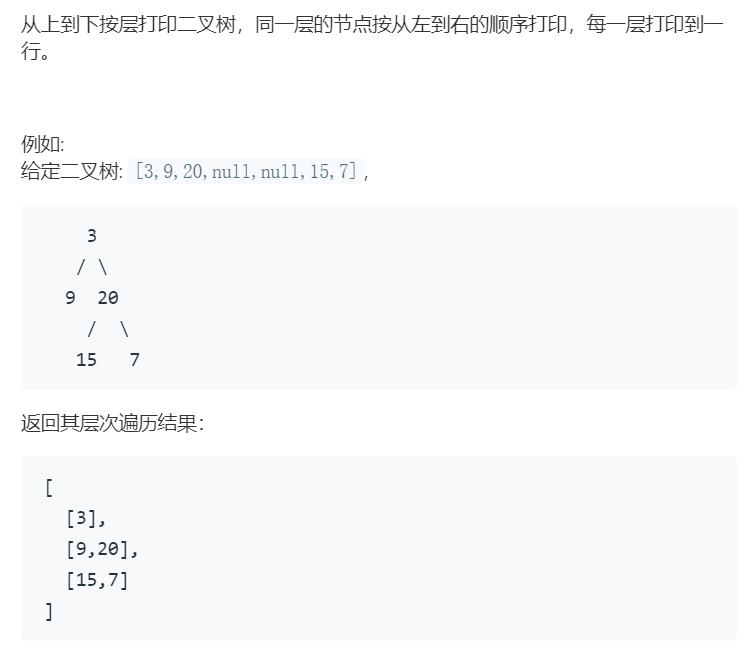 从上到下按层打印二叉树，同一层的节点按从左到右的顺序打印，每一层打印到一
行。
例如:
给定二叉树: [3,9,20,null,null,15,7],
3
/ \
9 20
/ \
15 7
返回其层次遍历结果：
[
[3],
[9,20],
[15,7]
]